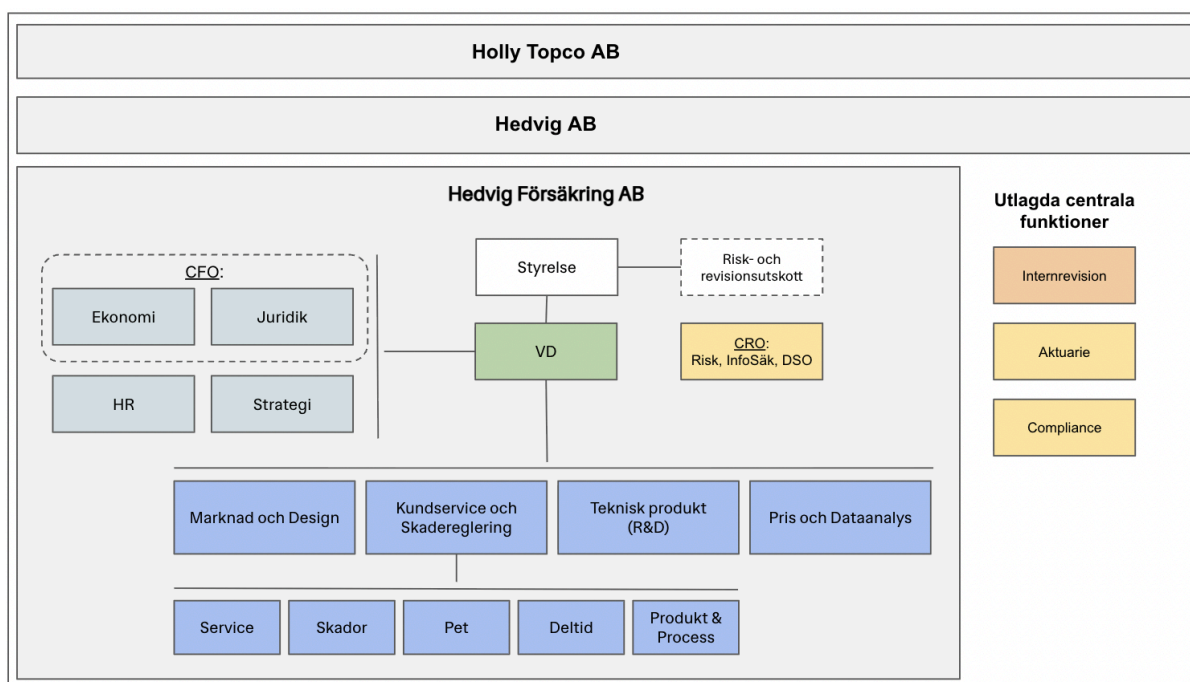 Holly Topco AB
Hedvig AB
Hedvig Försäkring AB
Utlagda centrala
funktioner
Styrelse
Risk- och
revisionsutskott
CFO:
Ekonomi
Juridik
HR
Strategi
VD
CRO:
Risk, InfoSäk, DSO
Internrevision
Aktuarie
Compliance
Marknad och Design
Kundservice och
Skadereglering
Teknisk produkt
(R&D)
Pris och Dataanalys
Service
Skador
Pet
Deltid
Produkt &
Process